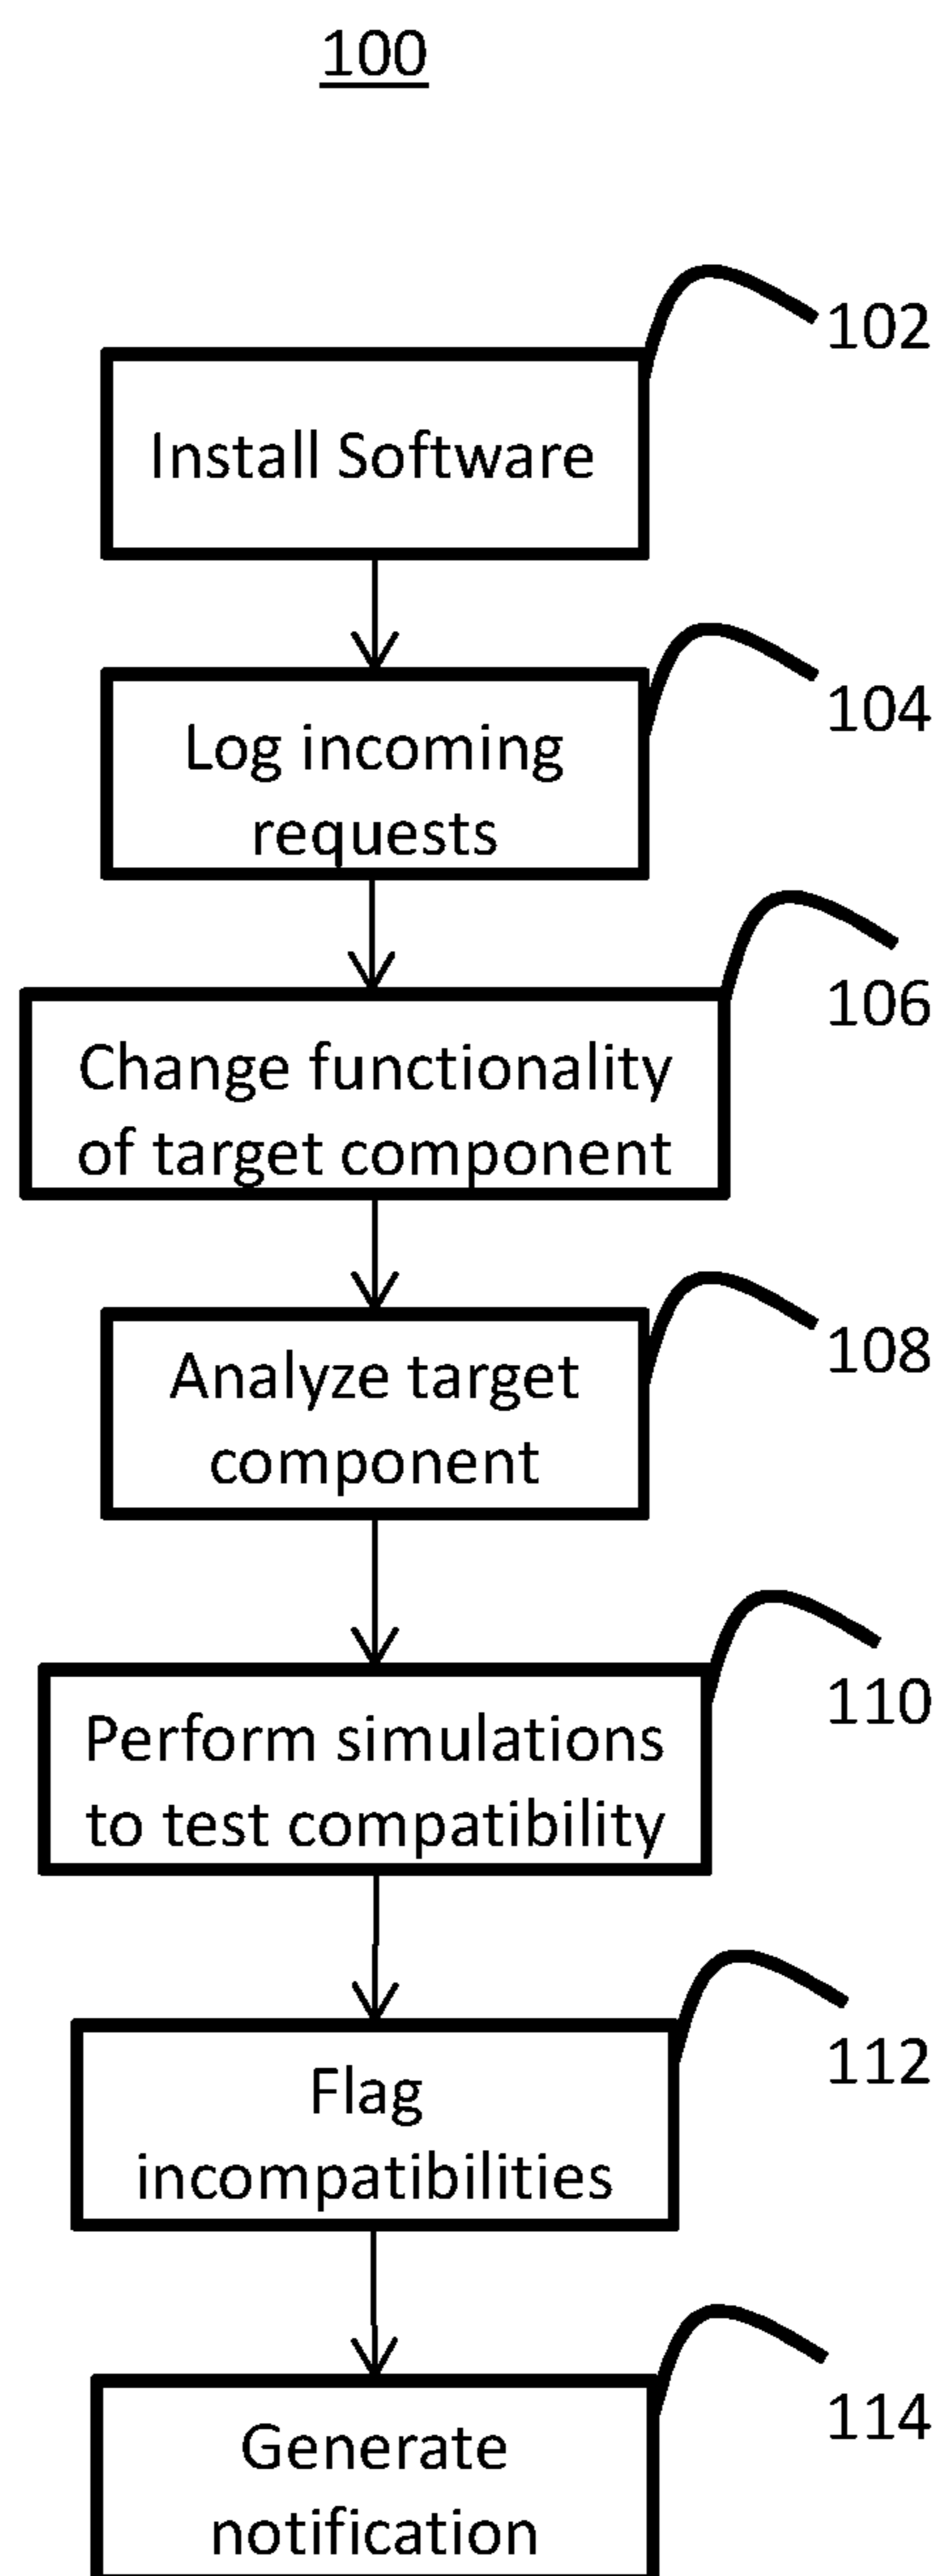 100
102
Install Software
104
Log incoming
requests
106
Change functionality
of target component
108
Analyze target
component
110
Perform simulations
to test compatibility
112
Flag
incompatibilities
114
Generate
notification